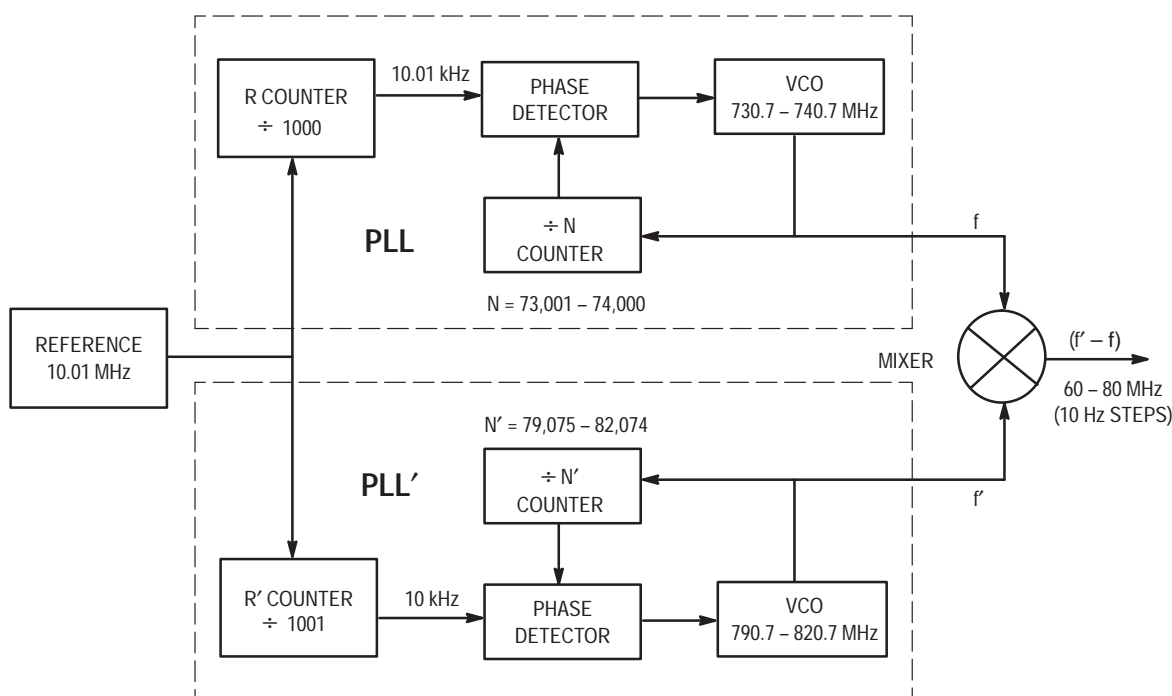 R COUNTER
÷ 1000
10.01 kHz
PHASE
DETECTOR
VCO
730.7 – 740.7 MHz
PLL
÷ N
COUNTER
N = 73,001 – 74,000
f
REFERENCE
10.01 MHz
MIXER
(f′ – f)
60 – 80 MHz
(10 Hz STEPS)
N′ = 79,075 – 82,074
PLL′
÷ N′
COUNTER
f′
R′ COUNTER
÷ 1001
10 kHz
PHASE
DETECTOR
VCO
790.7 – 820.7 MHz